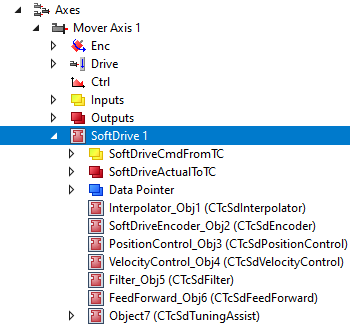 Axes
Mover Axis 1
Enc
Drive
Ctrl
Inputs
Outputs
SoftDrive 1
SoftDriveCmdFromTC
SoftDriveActualToTC
Data Pointer
Interpolator_Obj1 (CTcSdInterpolator)
SoftDriveEncoder_Obj2 (CTcSdEncoder)
PositionControl_Obj3 (CTcSdPositionControl)
VelocityControl_Obj4 (CTcSdVelocityControl)
Filter_Obj5 (CTcSdFilter)
FeedForward_Obj6 (CTcSdFeedForward)
Object7 (CTcSdTuningAssist)